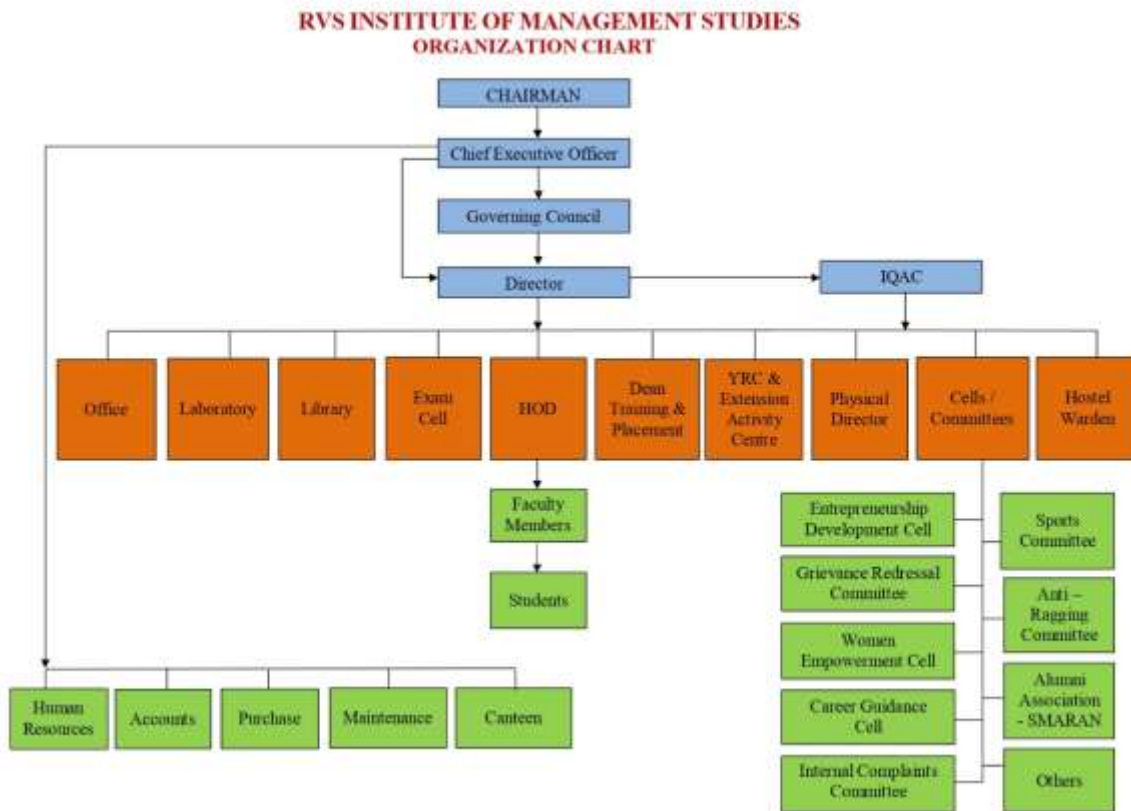 RVS INSTITUTE OF MANAGEMENT STUDIES
ORGANIZATION CHART
CHAIRMAN
Chief Executive Officer
Governing Council
Director
IQAC
Office
Laboratory
Library
Exam
Cell
HOD
Dean
Training &
Placement
YRC &
Extension
Activity
Centre
Physical
Director
Cells /
Committees
Hostel
Warden
Faculty
Members
Students
Entrepreneurship
Development Cell
Grievance Redressal
Committee
Women
Empowerment Cell
Career Guidance
Cell
Internal Complaints
Committee
Sports
Committee
Anti –
Ragging
Committee
Alumni
Association
- SMARAN
Others
Human
Resources
Accounts
Purchase
Maintenance
Canteen